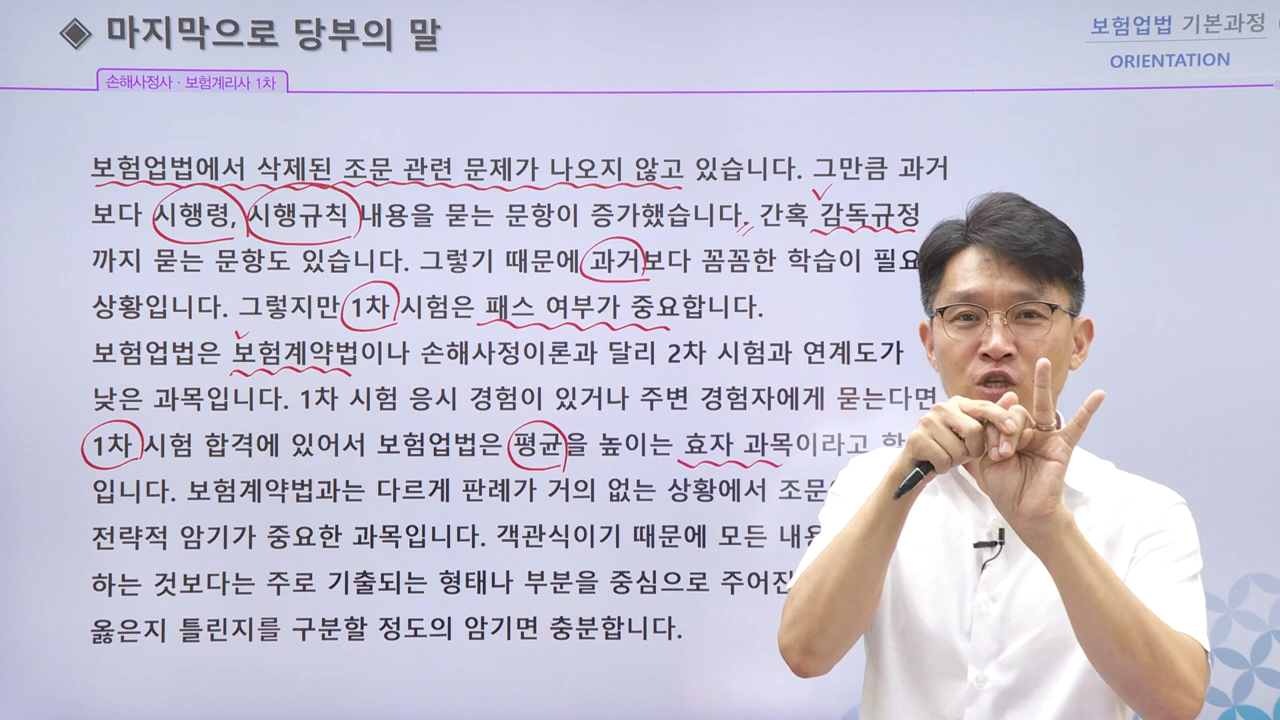 ◈ 마지막으로 당부의 말
보험업법 기본과정
ORIENTATION
손해사정사 · 보험계리사 1차
보험업법에서 삭제된 조문 관련 문제가 나오지 않고 있습니다. 그만큼 과거
보다 시행령, 시행규칙 내용을 묻는 문항이 증가했습니다. 간혹 감독규정
까지 묻는 문항도 있습니다. 그렇기 때문에 과거보다 꼼꼼한 학습이 필요
상황입니다. 그렇지만 1차 시험은 패스 여부가 중요합니다.
보험업법은 보험계약법이나 손해사정이론과 달리 2차 시험과 연계도가
낮은 과목입니다. 1차 시험 응시 경험이 있거나 주변 경험자에게 묻는다면
1차 시험 합격에 있어서 보험업법은 평균을 높이는 효자 과목이라고
입니다. 보험계약법과는 다르게 판례가 거의 없는 상황에서
전략적 암기가 중요한 과목입니다. 객관식이기 때문에 모든
하는 것보다는 주로 기출되는 형태나 부분을 중심으로
옳은지 틀린지를 구분할 정도의 암기면 충분합니다.